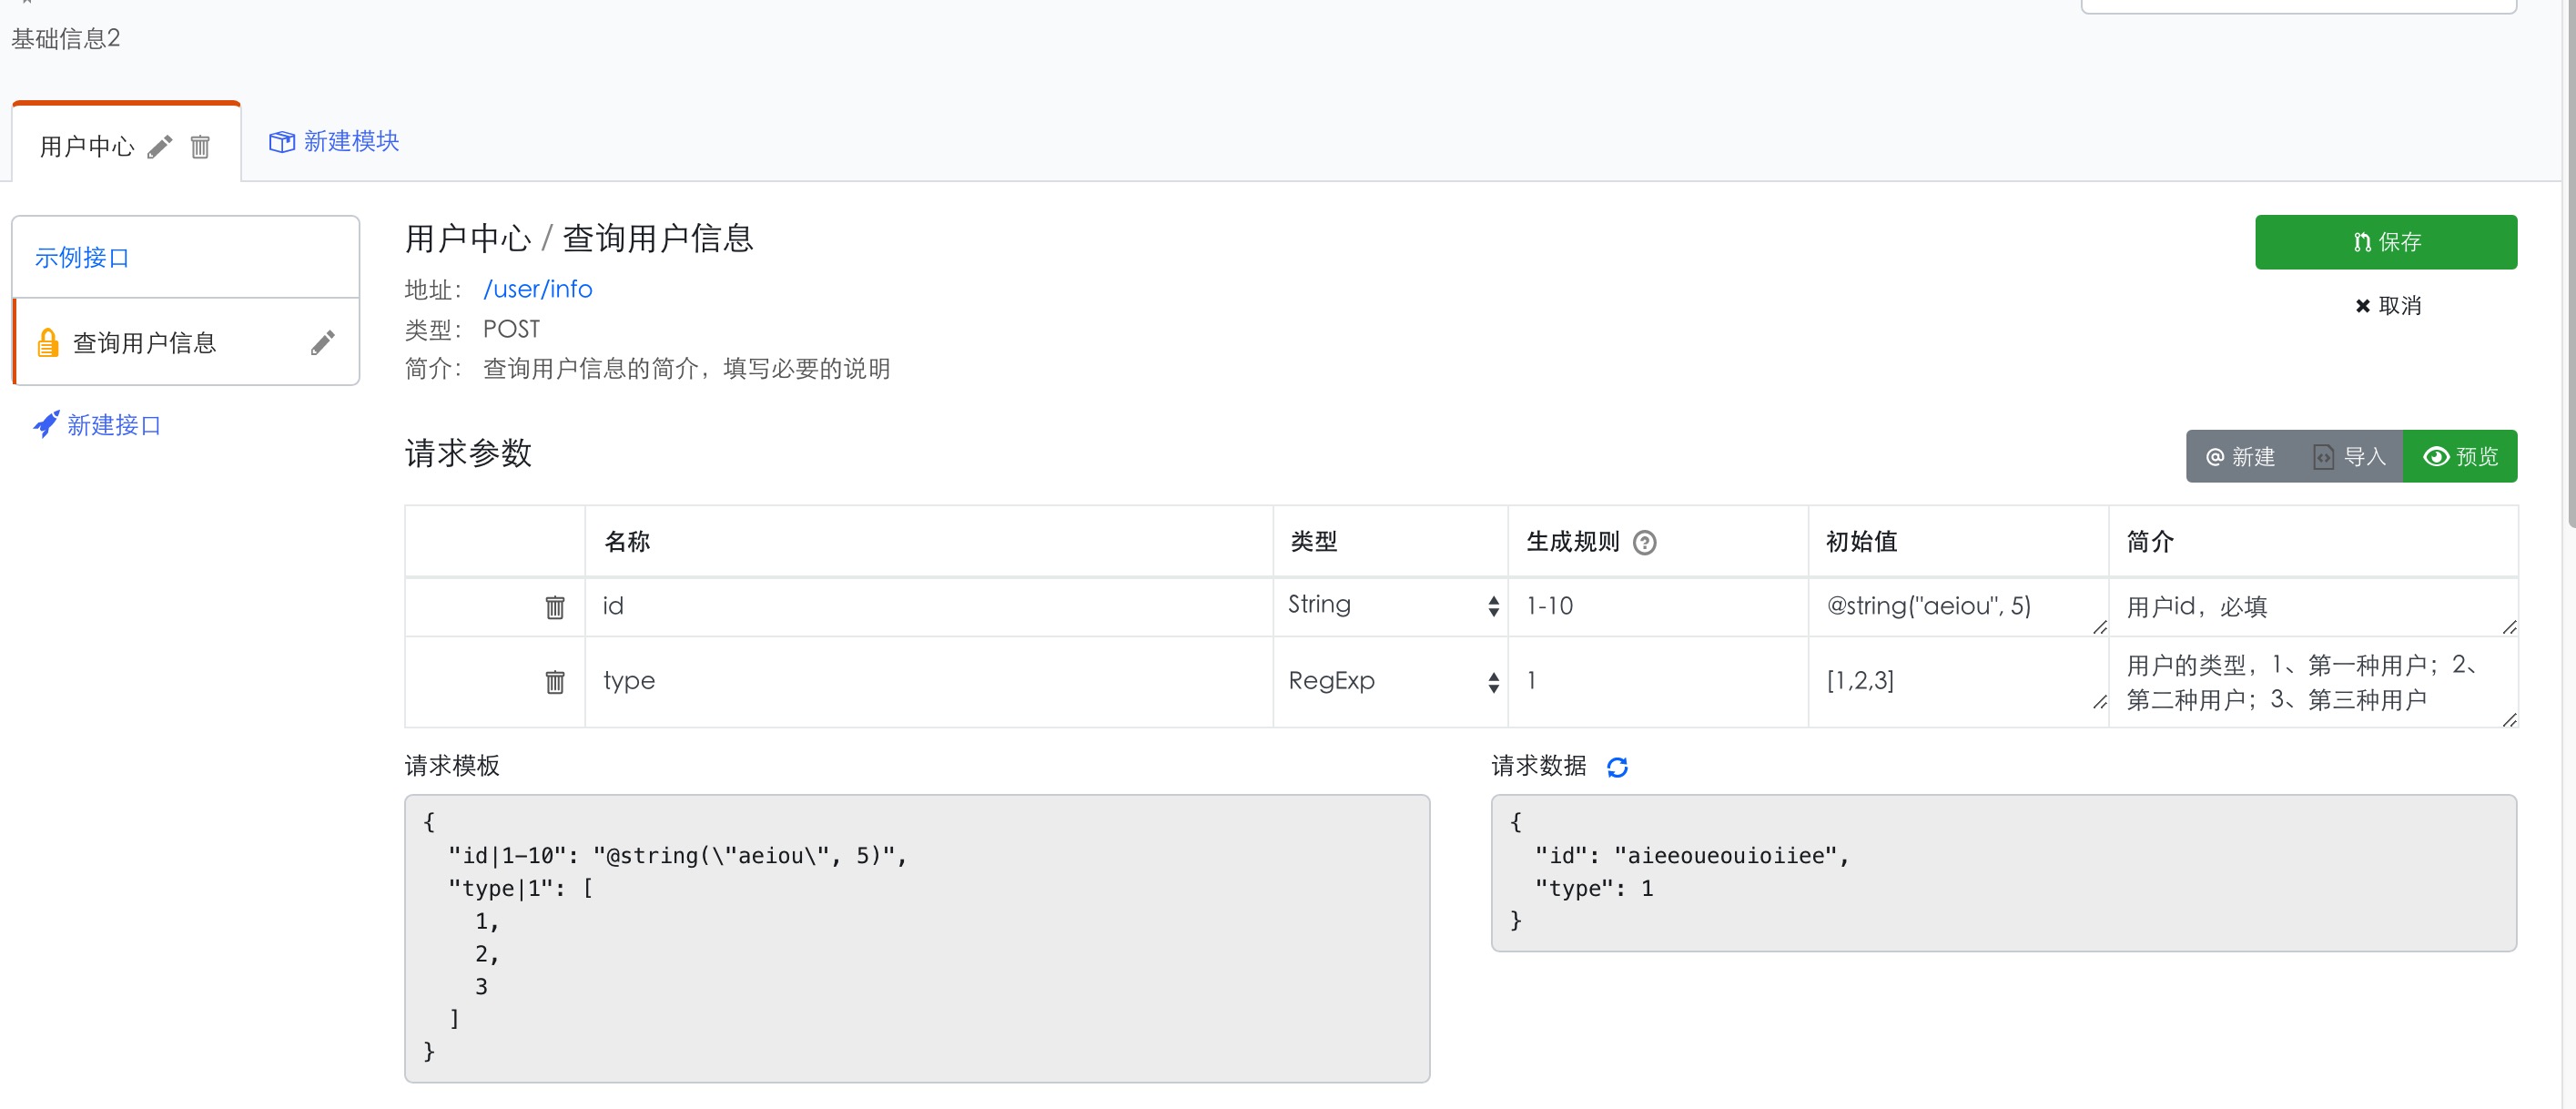 基础信息2
用户中心
新建模块
示例接口
查询用户信息
新建接口
用户中心 / 查询用户信息
地址： /user/info
类型： POST
简介： 查询用户信息的简介，填写必要的说明
保存
取消
请求参数
新建 导入 预览
名称 类型 生成规则 初始值 简介
id String 1-10 @string("aeiou", 5) 用户id，必填
type RegExp 1 [1,2,3] 用户的类型，1、第一种用户；2、
第二种用户；3、第三种用户
请求模板
{
"id|1-10": "@string(\"aeiou\", 5)",
"type|1": [
1,
2,
3
]
}
请求数据
{
"id": "aieeoueouioiiee",
"type": 1
}